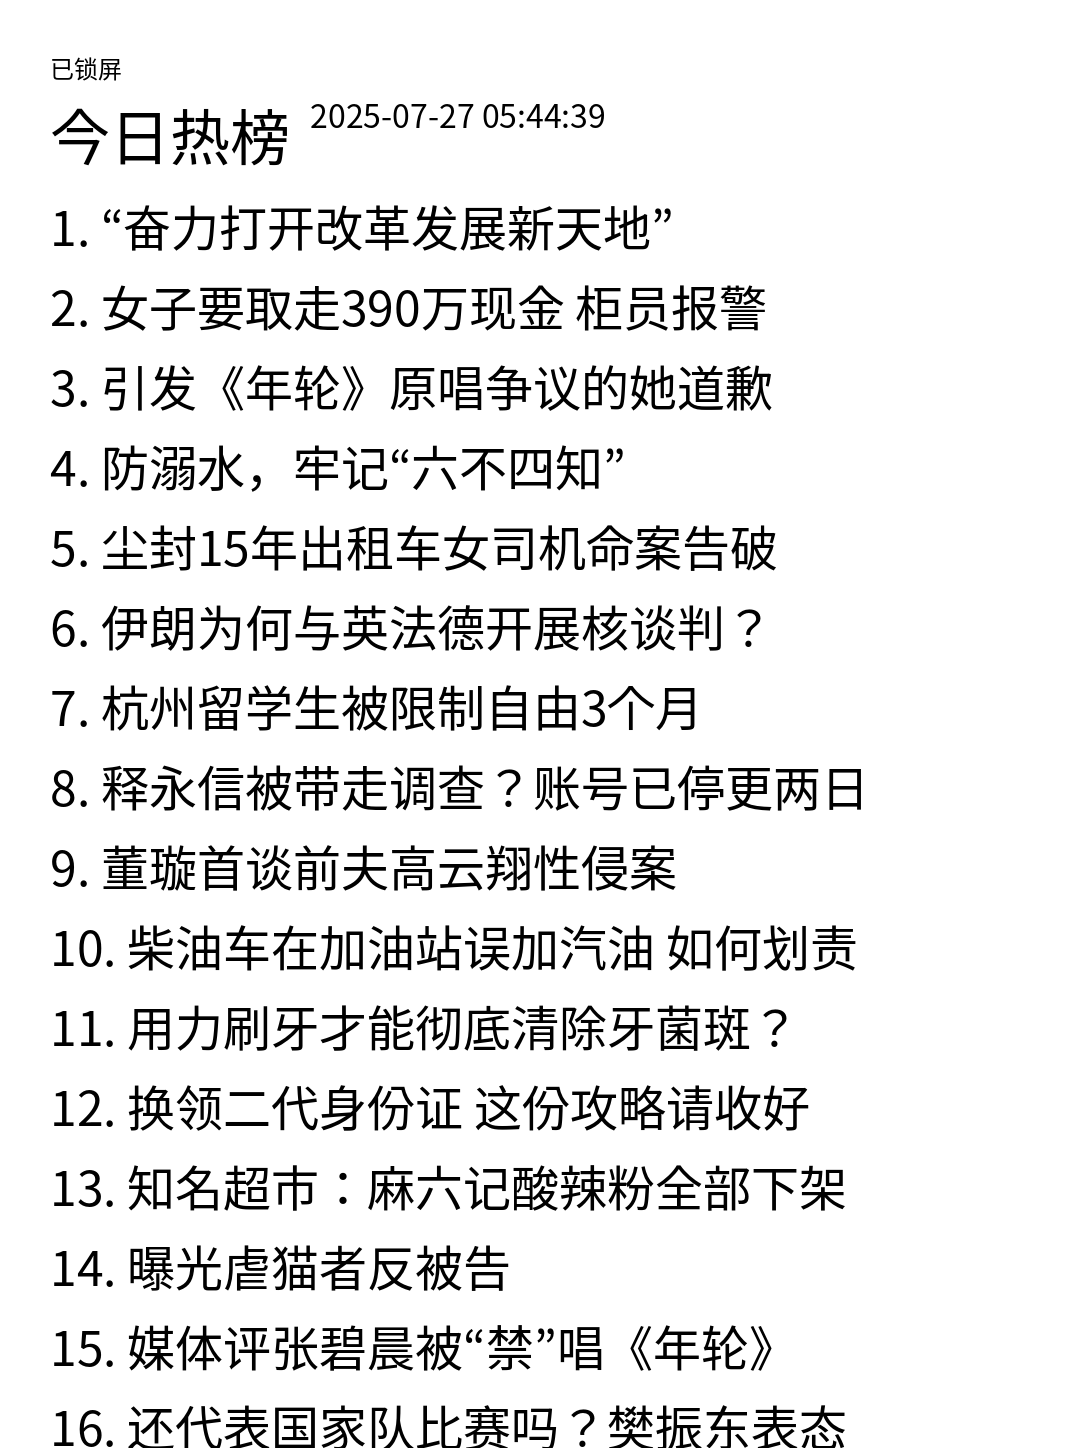 已锁屏
今日热榜 2025-07-27 05:44:39
1. “奋力打开改革发展新天地”
2. 女子要取走390万现金 柜员报警
3. 引发《年轮》原唱争议的她道歉
4. 防溺水，牢记“六不四知”
5. 尘封15年出租车女司机命案告破
6. 伊朗为何与英法德开展核谈判？
7. 杭州留学生被限制自由3个月
8. 释永信被带走调查？账号已停更两日
9. 董璇首谈前夫高云翔性侵案
10. 柴油车在加油站误加汽油 如何划责
11. 用力刷牙才能彻底清除牙菌斑？
12. 换领二代身份证 这份攻略请收好
13. 知名超市：麻六记酸辣粉全部下架
14. 曝光虐猫者反被告
15. 媒体评张碧晨被“禁”唱《年轮》
16. 还代表国家队比赛吗？樊振东表态